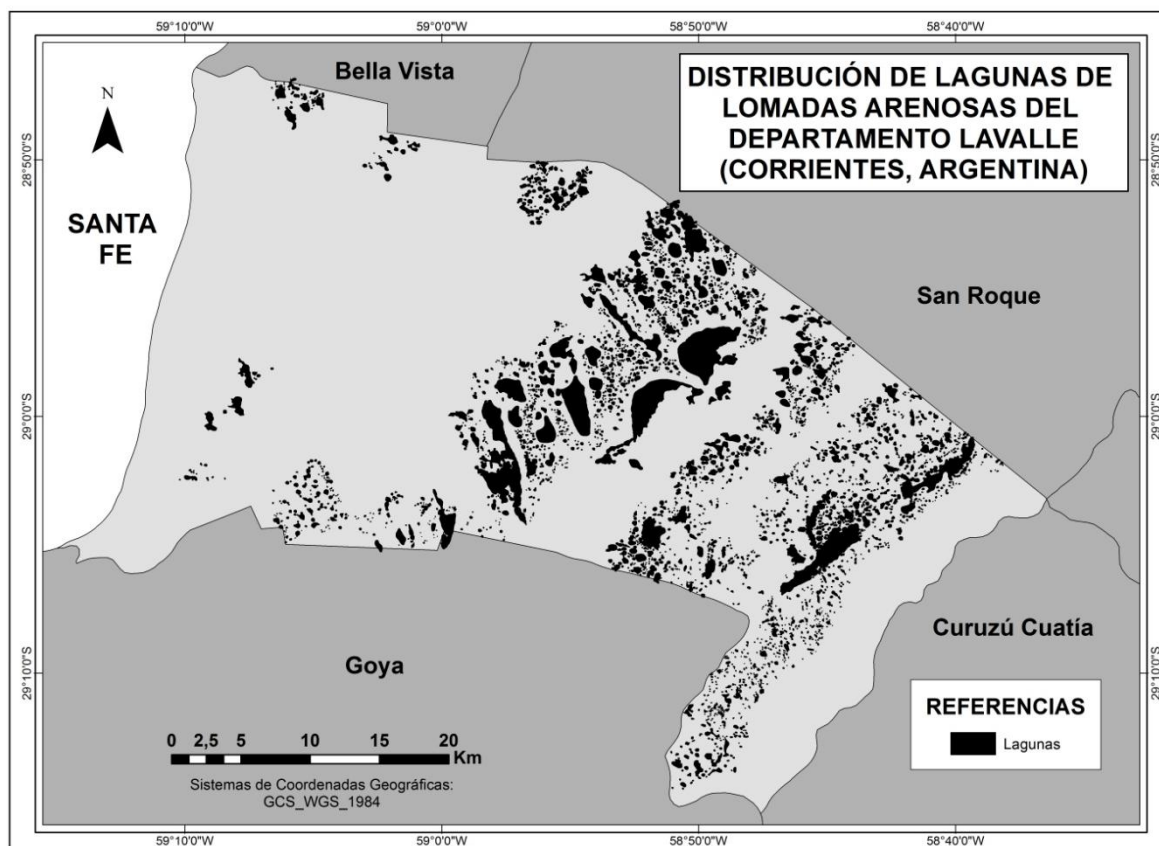 59°10'0"W
59°0'0"W
58°50'0"W
58°40'0"W
Bella Vista
DISTRIBUCIÓN DE LAGUNAS DE
LOMADAS ARENOSAS DEL
DEPARTAMENTO LAVALLE
(CORRIENTES, ARGENTINA)
N
28°50'0"S
28°50'0"S
SANTA
FE
San Roque
29°0'0"S
29°0'0"S
Curuzú Cuatía
Goya
29°10'0"S
29°10'0"S
REFERENCIAS
Lagunas
0 2,5 5 10 15 20
Km
Sistemas de Coordenadas Geográficas:
GCS_WGS_1984
59°10'0"W
59°0'0"W
58°50'0"W
58°40'0"W